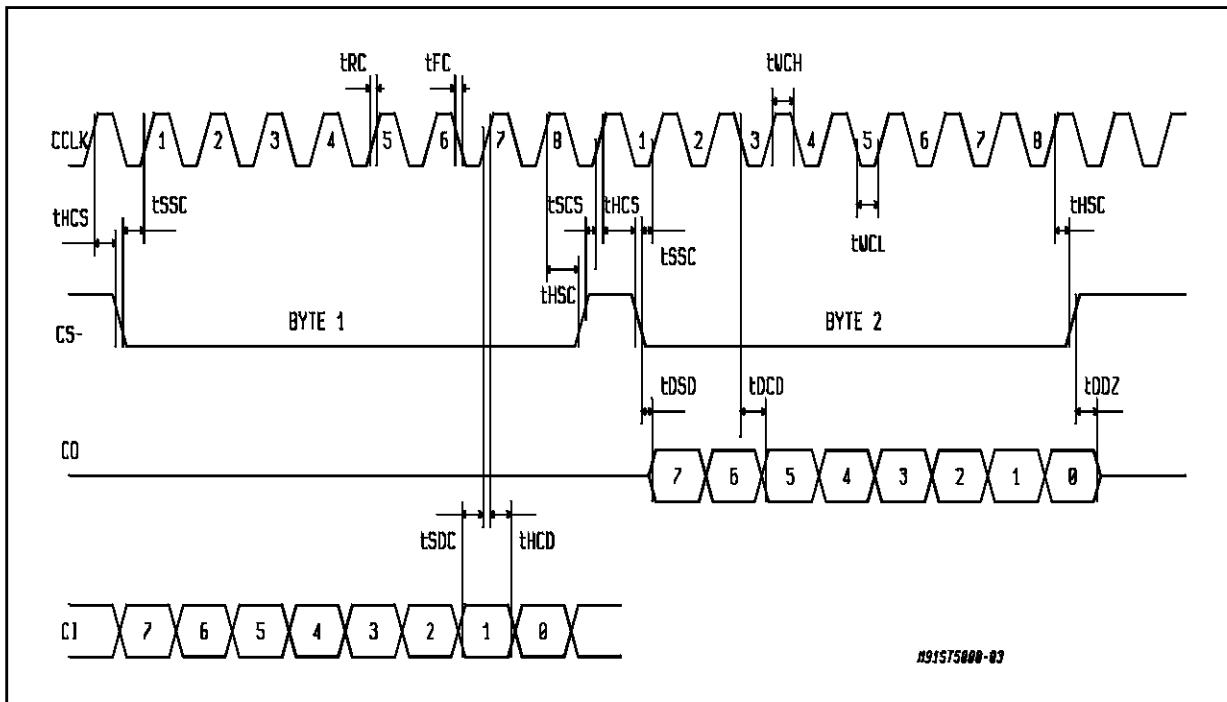 tRC tFC tWCH
CCLK 1 2 3 4 5 6 7 8 1 2 3 4 5 6 7 8
tHCS tSSC tSCS tHCS tSSC tWCL tHSC
tHSC
CS- BYTE 1 BYTE 2
tDSD tDCD tDDZ
CO 7 6 5 4 3 2 1 0
tSDC tHCD
CI 7 6 5 4 3 2 1 0